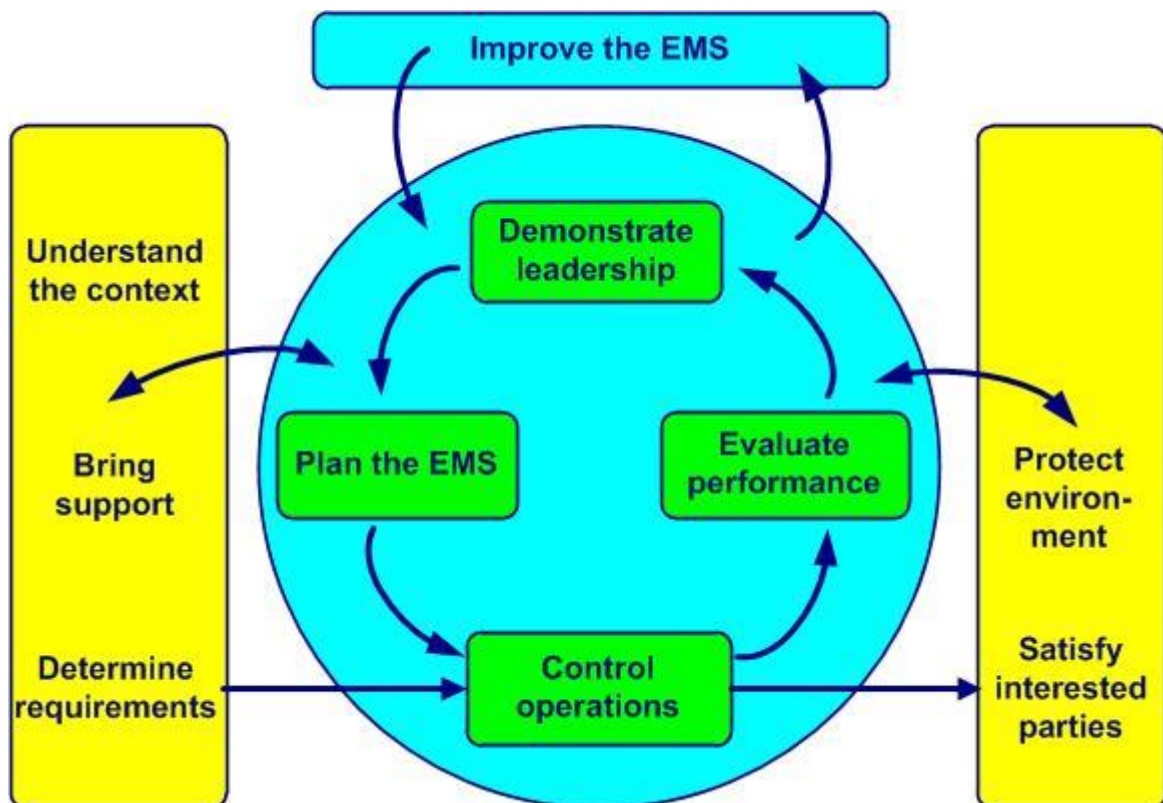 Improve the EMS
Understand
the context
Bring
support
Determine
requirements
Demonstrate
leadership
Plan the EMS
Evaluate
performance
Control
operations
Protect
environ-
ment
Satisfy
interested
parties